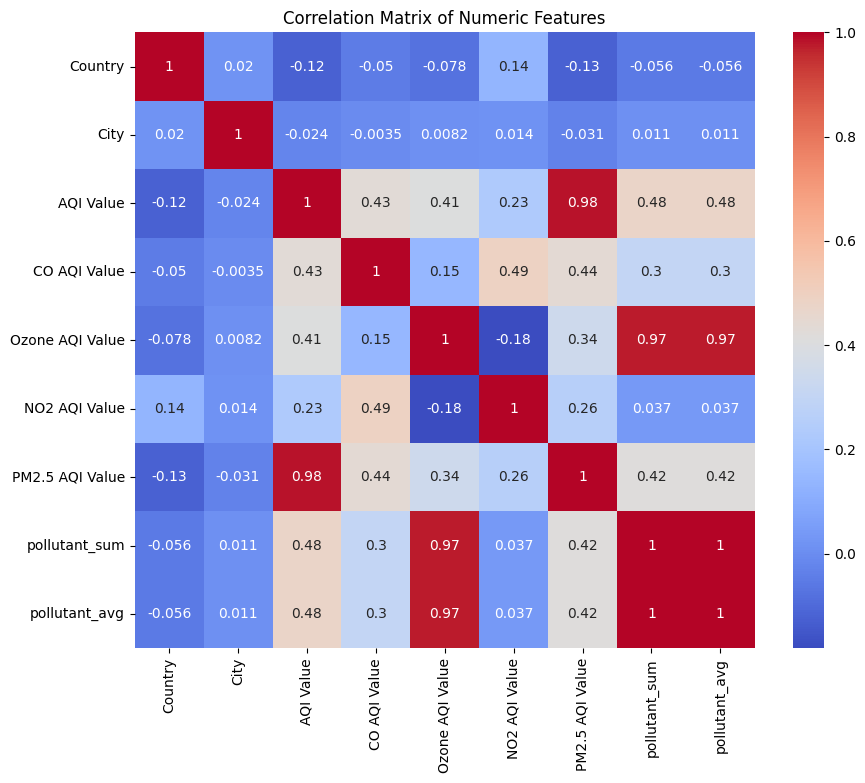 Correlation Matrix of Numeric Features
Country 1 0.02 -0.12 -0.05 -0.078 0.14 -0.13 -0.056 -0.056
City 0.02 1 -0.024 -0.0035 0.0082 0.014 -0.031 0.011 0.011
AQI Value -0.12 -0.024 1 0.43 0.41 0.23 0.98 0.48 0.48
CO AQI Value -0.05 -0.0035 0.43 1 0.15 0.49 0.44 0.3 0.3
Ozone AQI Value -0.078 0.0082 0.41 0.15 1 -0.18 0.34 0.97 0.97
NO2 AQI Value 0.14 0.014 0.23 0.49 -0.18 1 0.26 0.037 0.037
PM2.5 AQI Value -0.13 -0.031 0.98 0.44 0.34 0.26 1 0.42 0.42
pollutant_sum -0.056 0.011 0.48 0.3 0.97 0.037 0.42 1 1
pollutant_avg -0.056 0.011 0.48 0.3 0.97 0.037 0.42 1 1
Country
City
AQI Value
CO AQI Value
Ozone AQI Value
NO2 AQI Value
PM2.5 AQI Value
pollutant_sum
pollutant_avg
1.0
0.8
0.6
0.4
0.2
0.0